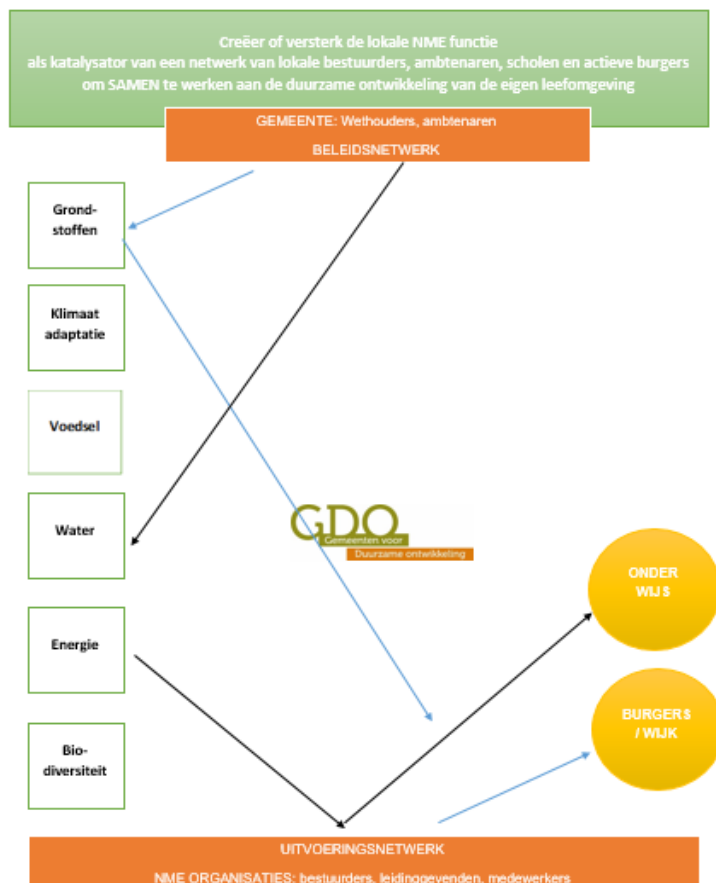 Creëer of versterk de lokale NME functie
als katalysator van een netwerk van lokale bestuurders, ambtenaren, scholen en actieve burgers
om SAMEN te werken aan de duurzame ontwikkeling van de eigen leefomgeving
GEMEENTE: Wethouders, ambtenaren
BELEIDSNETWERK
Grond-
stoffen
Klimaat
adaptatie
Voedsel
Water
GDO
Gemeenten voor
Duurzame ontwikkeling
ONDER
WIJS
Energie
BURGERS
/ WIJK
Bio-
diversiteit
UITVOERINGSNETWERK
NME ORGANISATIES: bestuurders, leidinggevenden, medewerkers